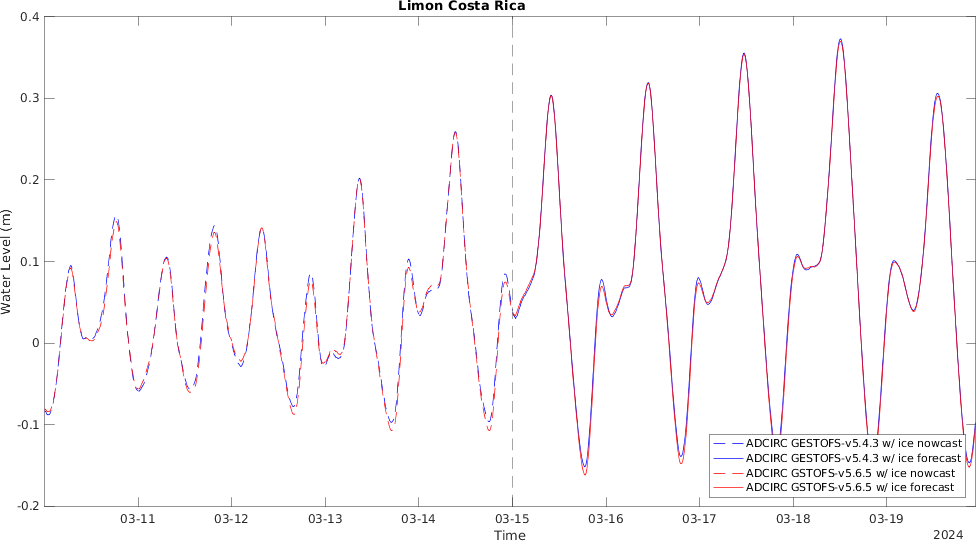 Limon Costa Rica
0.4
0.3
0.2
0.1
0
-0.1
-0.2
Water Level (m)
ADCIRC GESTOFS-v5.4.3 w/ ice nowcast
ADCIRC GESTOFS-v5.4.3 w/ ice forecast
ADCIRC GSTOFS-v5.6.5 w/ ice nowcast
ADCIRC GSTOFS-v5.6.5 w/ ice forecast
03-11 03-12 03-13 03-14 03-15 03-16 03-17 03-18 03-19
Time
2024